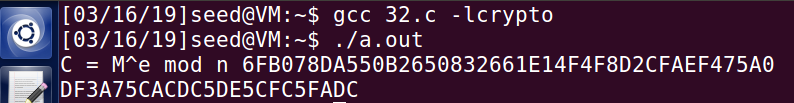 [03/16/19]seed@VM:~$ gcc 32.c -lcrypto
[03/16/19]seed@VM:~$ ./a.out
C = M^e mod n 6FB078DA550B2650832661E14F4F8D2CFAEF475A0
DF3A75CACDC5DE5CFC5FADC